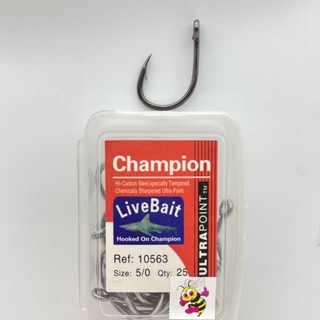 Champion
Hi-Carbon Steel, specially Tempered,
Chemically Sharpened Ultra Point
LiveBait
Hooked On Champion
Ref: 10563
Size: 5/0 Qty: 25
ULTRAPOINT™